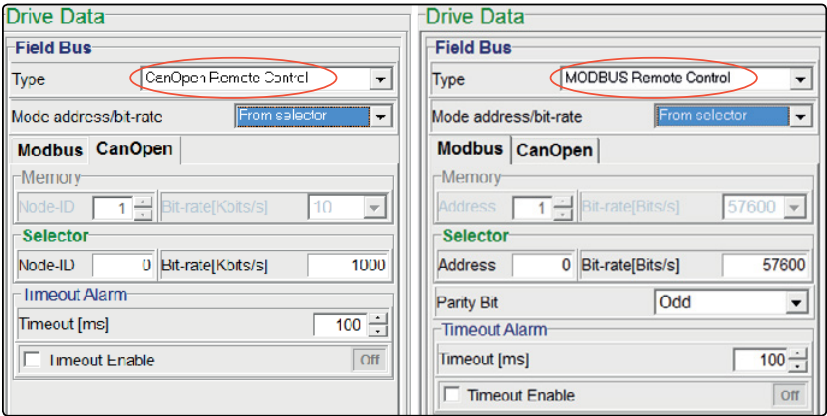 Drive Data
Field Bus
Type CanOpen Remote Control
Mode address/bit-rate From selector
Modbus CanOpen
Memory
Node-ID 1 Bit-rate[Kbits/s] 10
Selector
Node-ID 0 Bit-rate[Kbits/s] 1000
Timeout Alarm
Timeout [ms] 100
Timeout Enable Off
Drive Data
Field Bus
Type MODBUS Remote Control
Mode address/bit-rate From selector
Modbus CanOpen
Memory
Address 1 Bit-rate[Bits/s] 57600
Selector
Address 0 Bit-rate[Bits/s] 57600
Parity Bit Odd
Timeout Alarm
Timeout [ms] 100
Timeout Enable Off